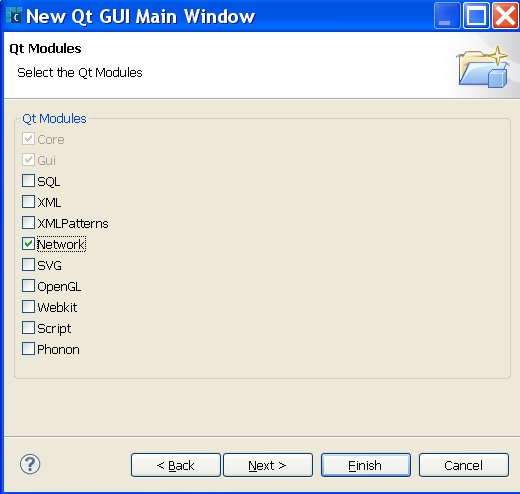 New Qt GUI Main Window
Qt Modules
Select the Qt Modules
Qt Modules
Core
Gui
SQL
XML
XMLPatterns
Network
SVG
OpenGL
Webkit
Script
Phonon
? < Back Next > Finish Cancel